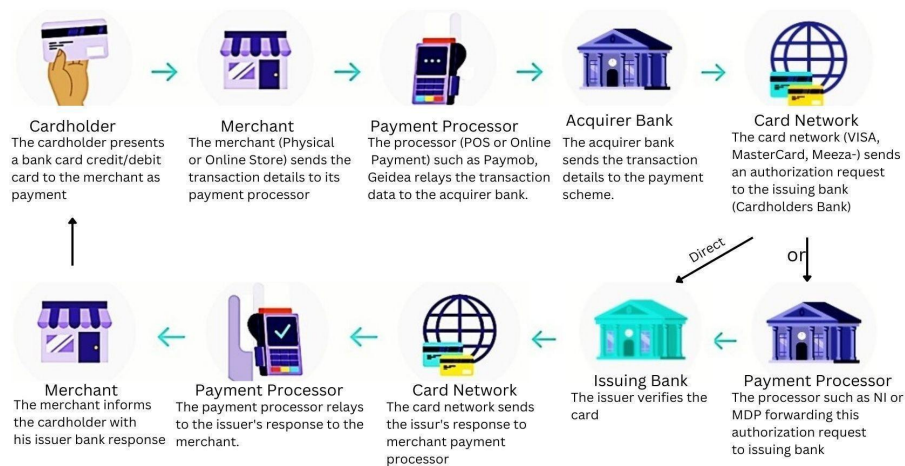 Cardholder
The cardholder presents
a bank card credit/debit
card to the merchant as
payment
Merchant
The merchant (Physical
or Online Store) sends the
transaction details to its
payment processor
Payment Processor
The processor (POS or Online
Payment) such as Paymob,
Geidea relays the transaction
data to the acquirer bank.
Acquirer Bank
The acquirer bank
sends the transaction
details to the payment
scheme.
Card Network
The card network (VISA,
MasterCard, Meeza-) sends
an authorization request
to the issuing bank
(Cardholders Bank)
Direct
or
Merchant
The merchant informs
the cardholder with
his issuer bank response
Payment Processor
The payment processor relays
to the issuer's response to the
merchant.
Card Network
The card network sends
the issur's response to
merchant payment
processor
Issuing Bank
The issuer verifies the
card
Payment Processor
The processor such as NI or
MDP forwarding this
authorization request
to issuing bank